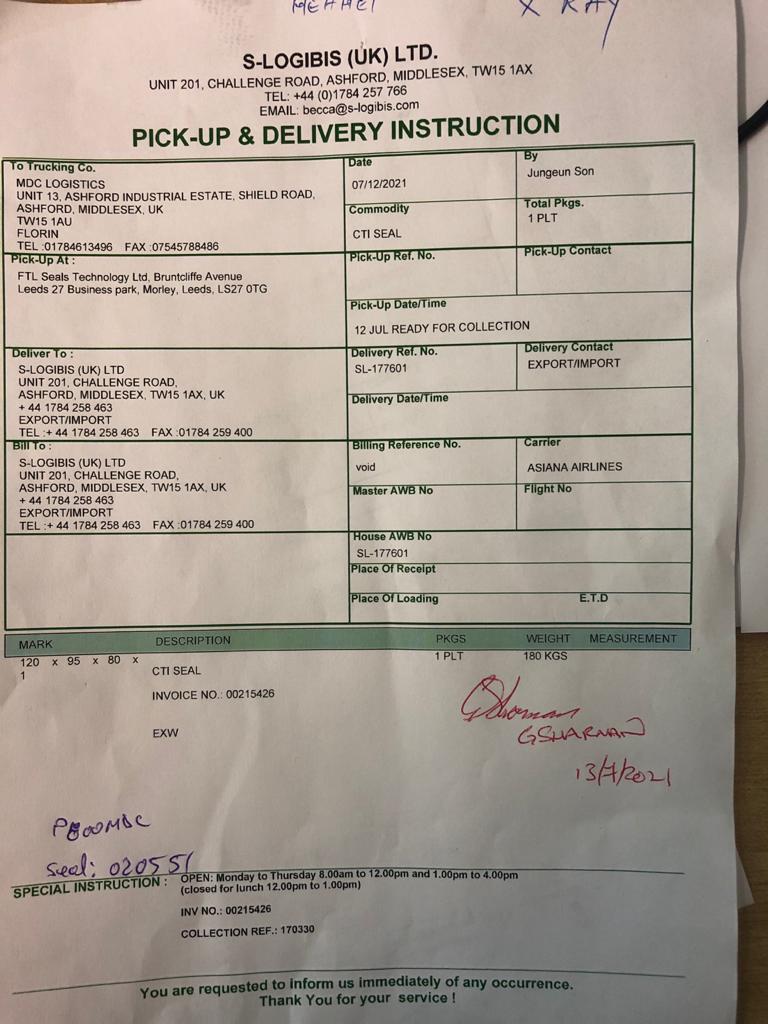 X RAY
S-LOGIBIS (UK) LTD.
UNIT 201, CHALLENGE ROAD, ASHFORD, MIDDLESEX, TW15 1AX
TEL: +44 (0)1784 257 766
EMAIL: becca@s-logibis.com
PICK-UP & DELIVERY INSTRUCTION
To Trucking Co.
MDC LOGISTICS
UNIT 13, ASHFORD INDUSTRIAL ESTATE, SHIELD ROAD,
ASHFORD, MIDDLESEX, UK
TW15 1AU
FLORIN
TEL :01784613496 FAX :07545788486
Date
07/12/2021
By
Jungeun Son
Commodity
CTI SEAL
Total Pkgs.
1 PLT
Pick-Up At :
FTL Seals Technology Ltd, Bruntcliffe Avenue
Leeds 27 Business park, Morley, Leeds, LS27 0TG
Pick-Up Ref. No.
Pick-Up Contact
Pick-Up Date/Time
12 JUL READY FOR COLLECTION
Deliver To :
S-LOGIBIS (UK) LTD
UNIT 201, CHALLENGE ROAD,
ASHFORD, MIDDLESEX, TW15 1AX, UK
+ 44 1784 258 463
EXPORT/IMPORT
TEL :+ 44 1784 258 463 FAX :01784 259 400
Delivery Ref. No.
SL-177601
Delivery Contact
EXPORT/IMPORT
Delivery Date/Time
Bill To :
S-LOGIBIS (UK) LTD
UNIT 201, CHALLENGE ROAD,
ASHFORD, MIDDLESEX, TW15 1AX, UK
+ 44 1784 258 463
EXPORT/IMPORT
TEL :+ 44 1784 258 463 FAX :01784 259 400
Billing Reference No.
void
Carrier
ASIANA AIRLINES
Master AWB No
Flight No
House AWB No
SL-177601
Place Of Receipt
Place Of Loading E.T.D
MARK DESCRIPTION PKGS WEIGHT MEASUREMENT
120 x 95 x 80 x
1
CTI SEAL
1 PLT 180 KGS
INVOICE NO.: 00215426
EXW
GSHARMAN
13/7/2021
Seal: 020551
SPECIAL INSTRUCTION :
OPEN: Monday to Thursday 8.00am to 12.00pm and 1.00pm to 4.00pm
(closed for lunch 12.00pm to 1.00pm)
INV NO.: 00215426
COLLECTION REF.: 170330
You are requested to inform us immediately of any occurrence.
Thank You for your service !